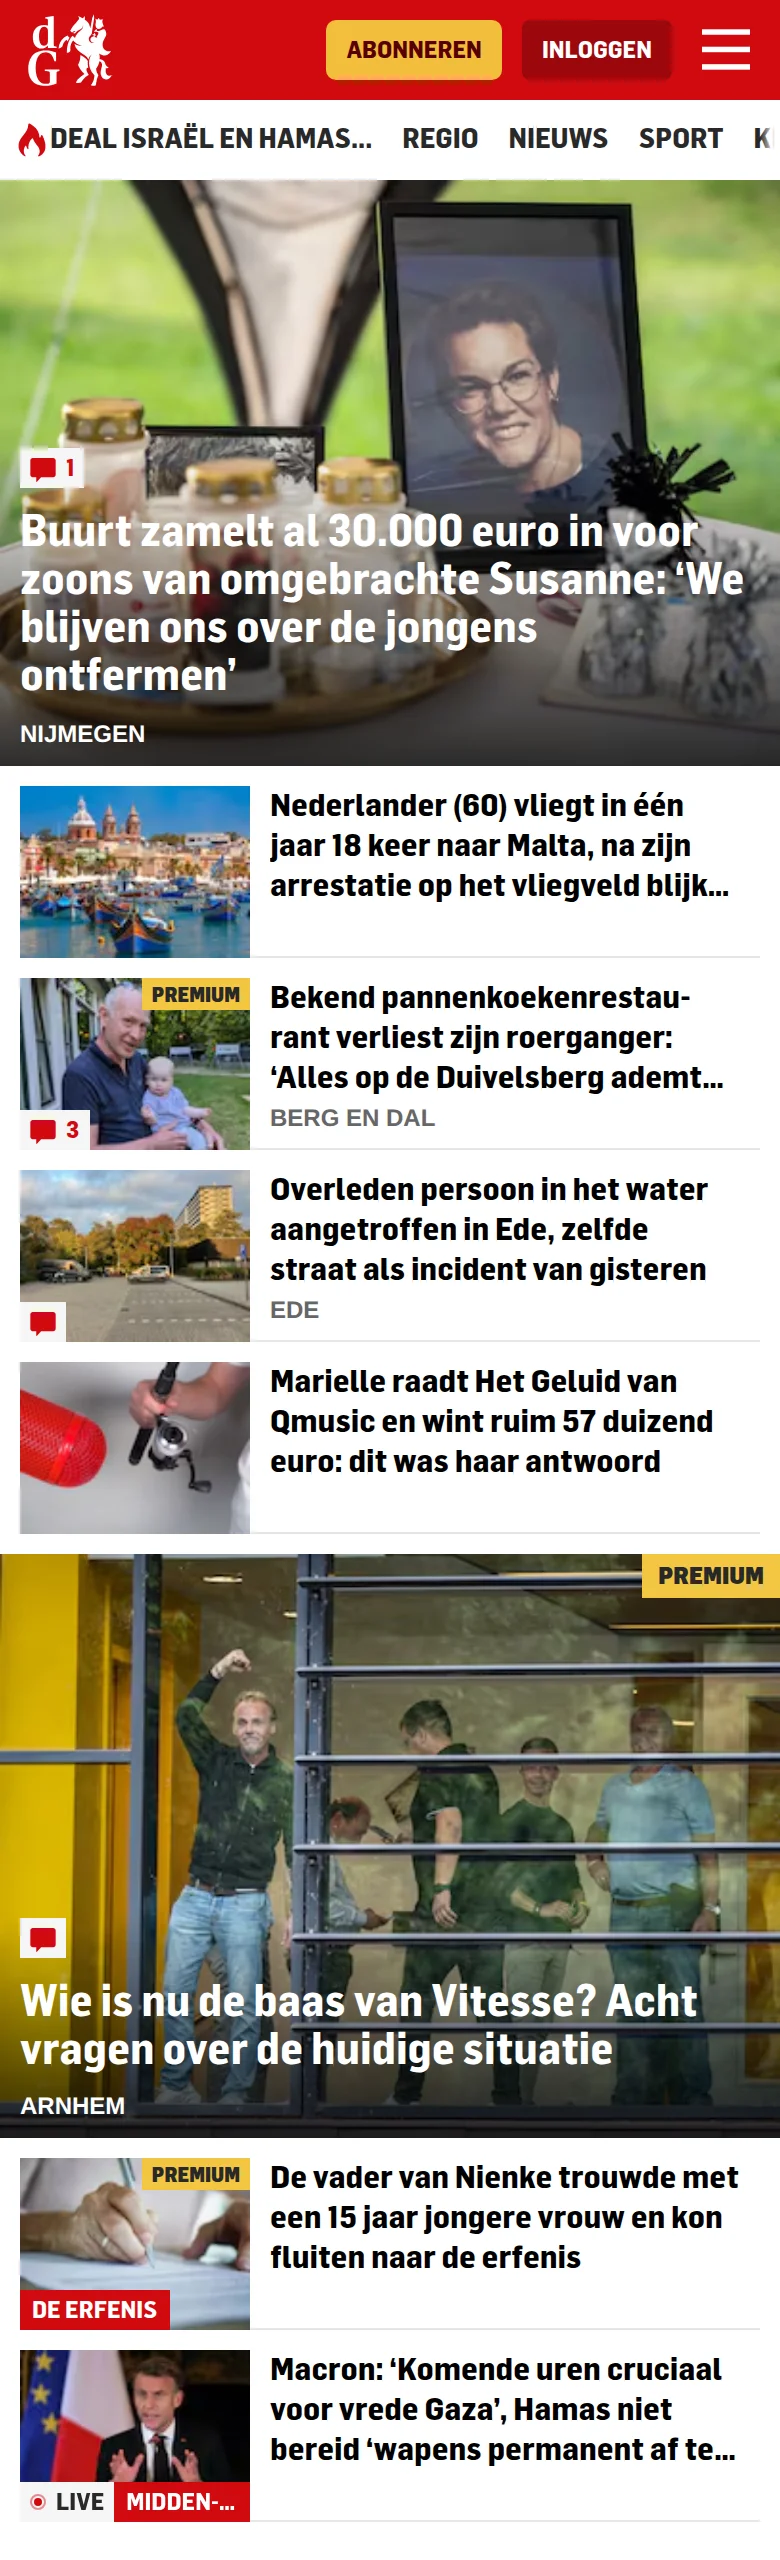 dG
ABONNEREN
INLOGGEN
DEAL ISRAËL EN HAMAS...
REGIO
NIEUWS
SPORT
1
Buurt zamelt al 30.000 euro in voor
zoons van omgebrachte Susanne: ‘We
blijven ons over de jongens
ontfermen’
NIJMEGEN
Nederlander (60) vliegt in één
jaar 18 keer naar Malta, na zijn
arrestatie op het vliegveld blijk...
PREMIUM
3
Bekend pannenkoekenrestau-
rant verliest zijn roerganger:
‘Alles op de Duivelsberg ademt...
BERG EN DAL
Overleden persoon in het water
aangetroffen in Ede, zelfde
straat als incident van gisteren
EDE
Marielle raadt Het Geluid van
Qmusic en wint ruim 57 duizend
euro: dit was haar antwoord
PREMIUM
Wie is nu de baas van Vitesse? Acht
vragen over de huidige situatie
ARNHEM
PREMIUM
DE ERFENIS
De vader van Nienke trouwde met
een 15 jaar jongere vrouw en kon
fluiten naar de erfenis
LIVE
MIDDEN-...
Macron: ‘Komende uren cruciaal
voor vrede Gaza’, Hamas niet
bereid ‘wapens permanent af te...